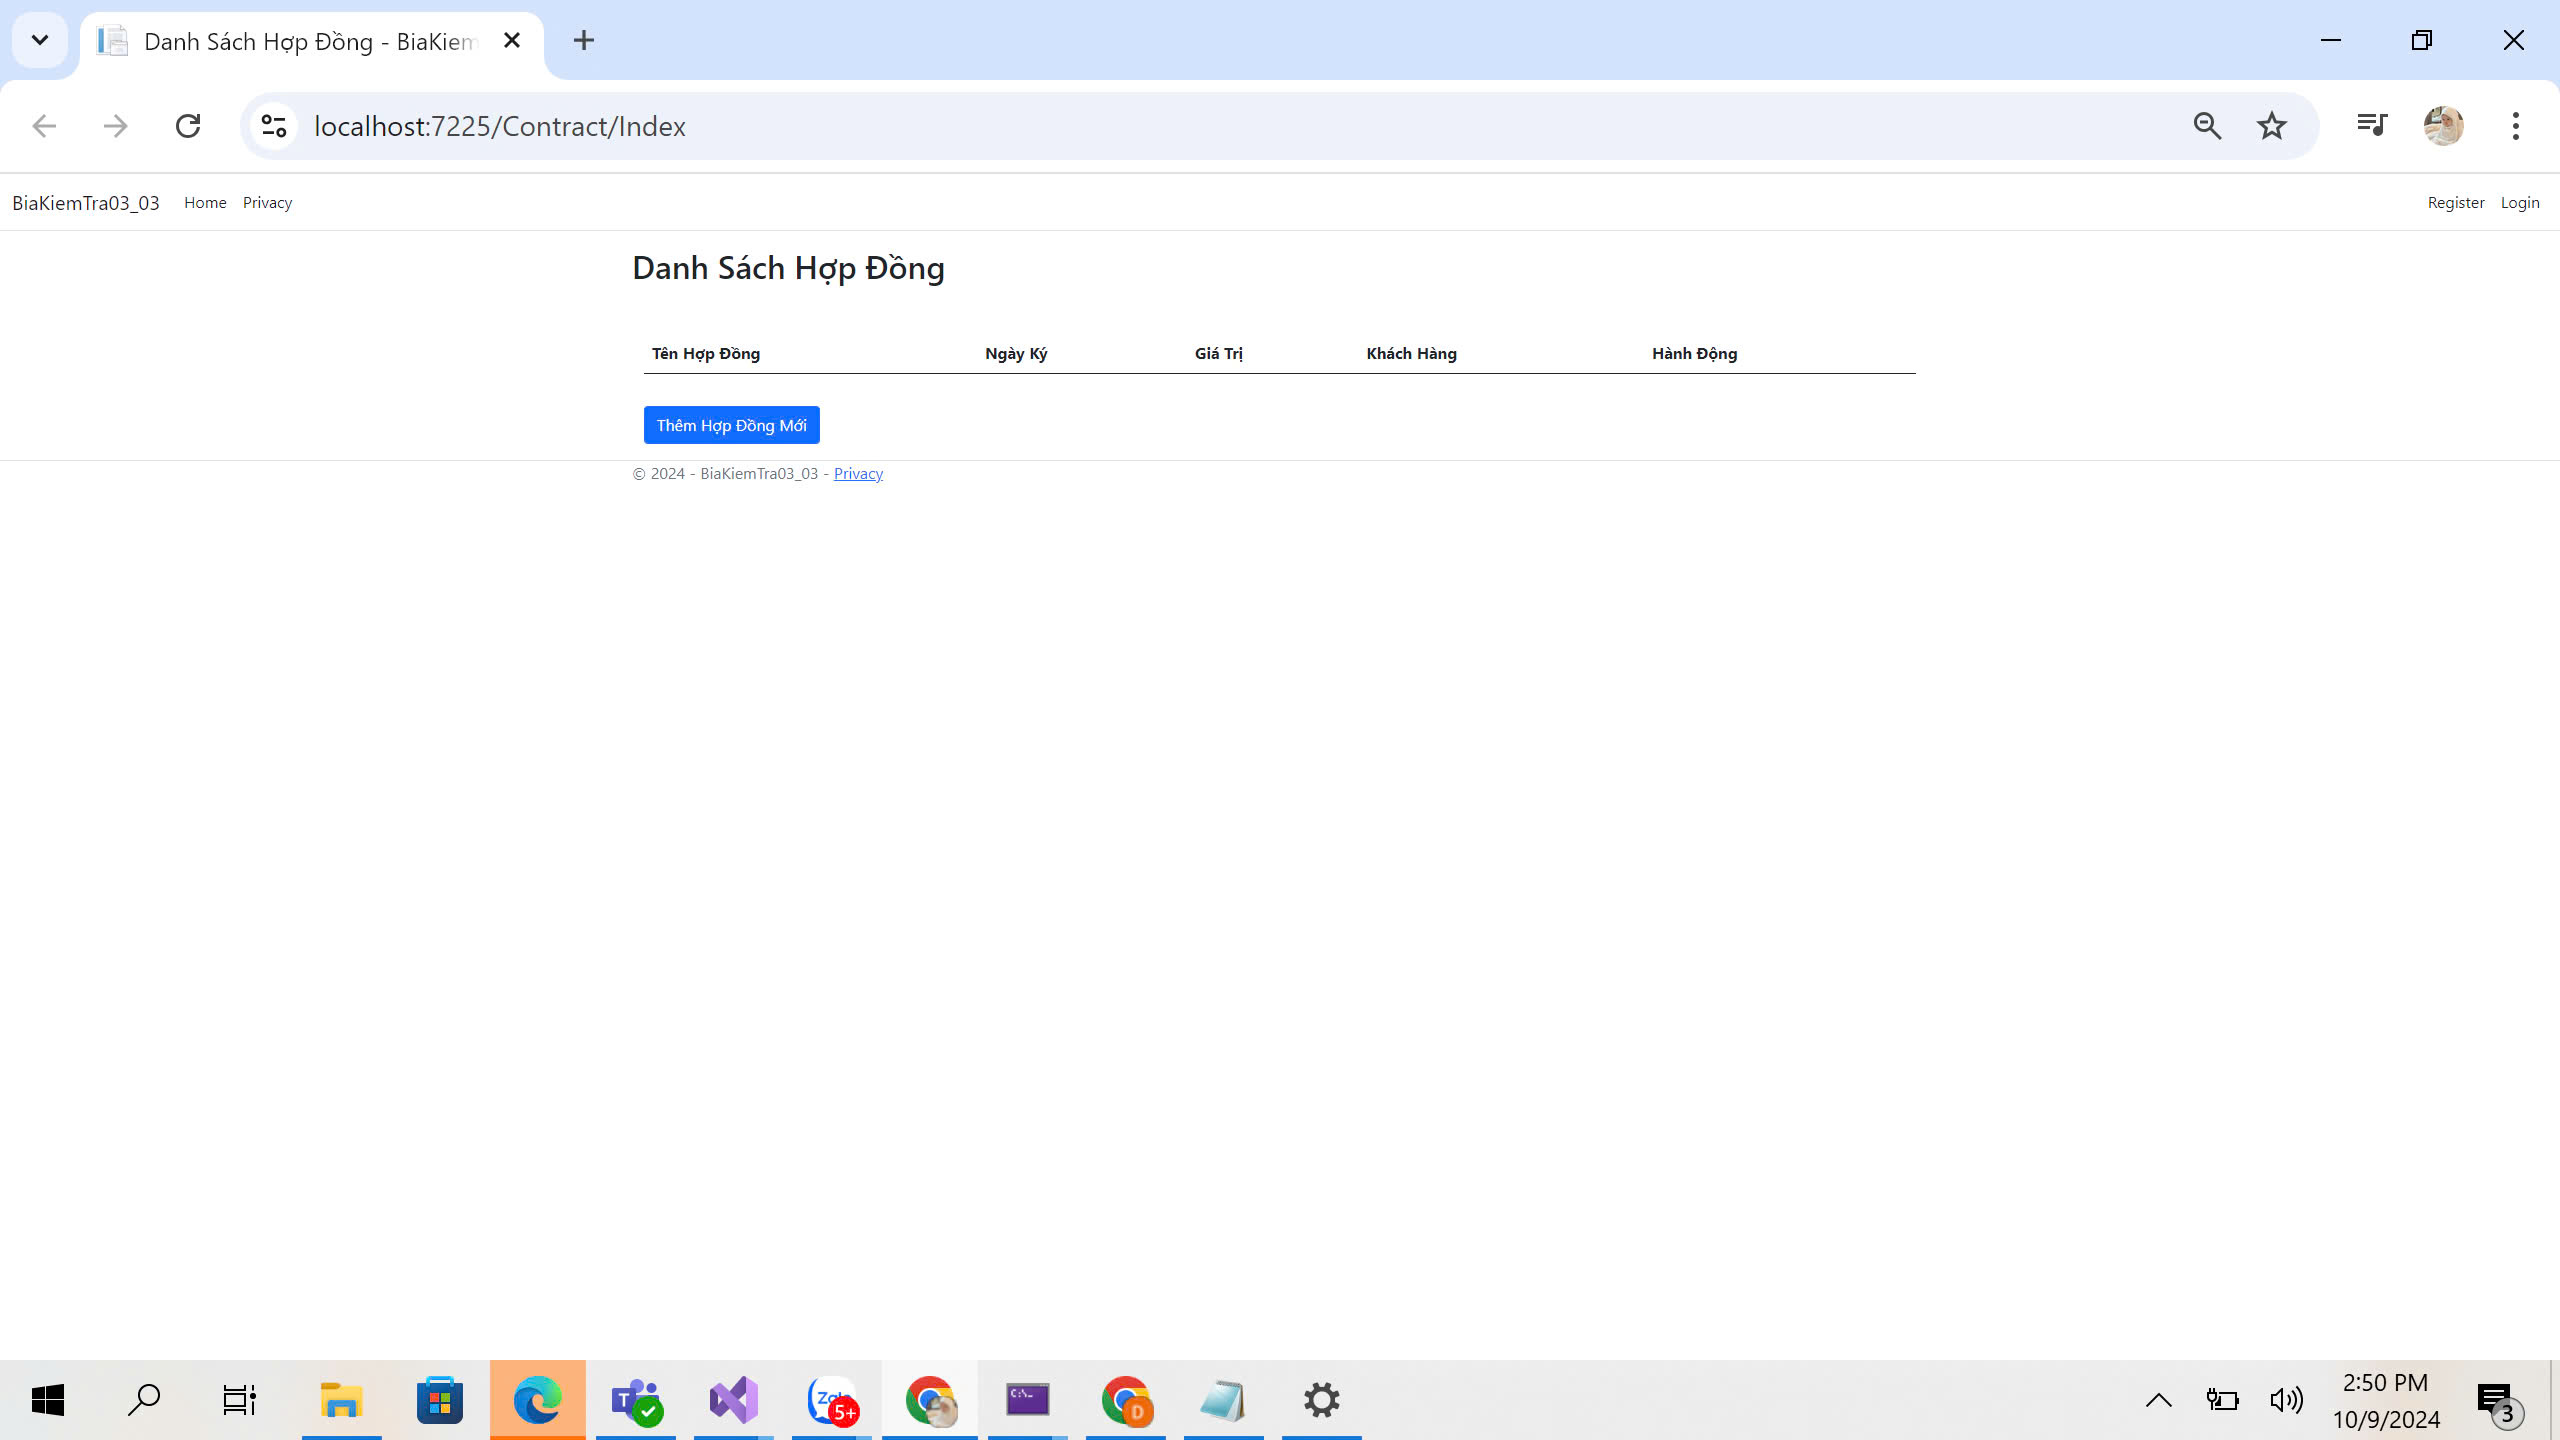 Danh Sách Hợp Đồng - BiaKiem
localhost:7225/Contract/Index
BiaKiemTra03_03 Home Privacy Register Login
Danh Sách Hợp Đồng
Tên Hợp Đồng Ngày Ký Giá Trị Khách Hàng Hành Động
Thêm Hợp Đồng Mới
© 2024 - BiaKiemTra03_03 - Privacy
T
Zalo
5+
C:\_
D
2:50 PM
10/9/2024
3